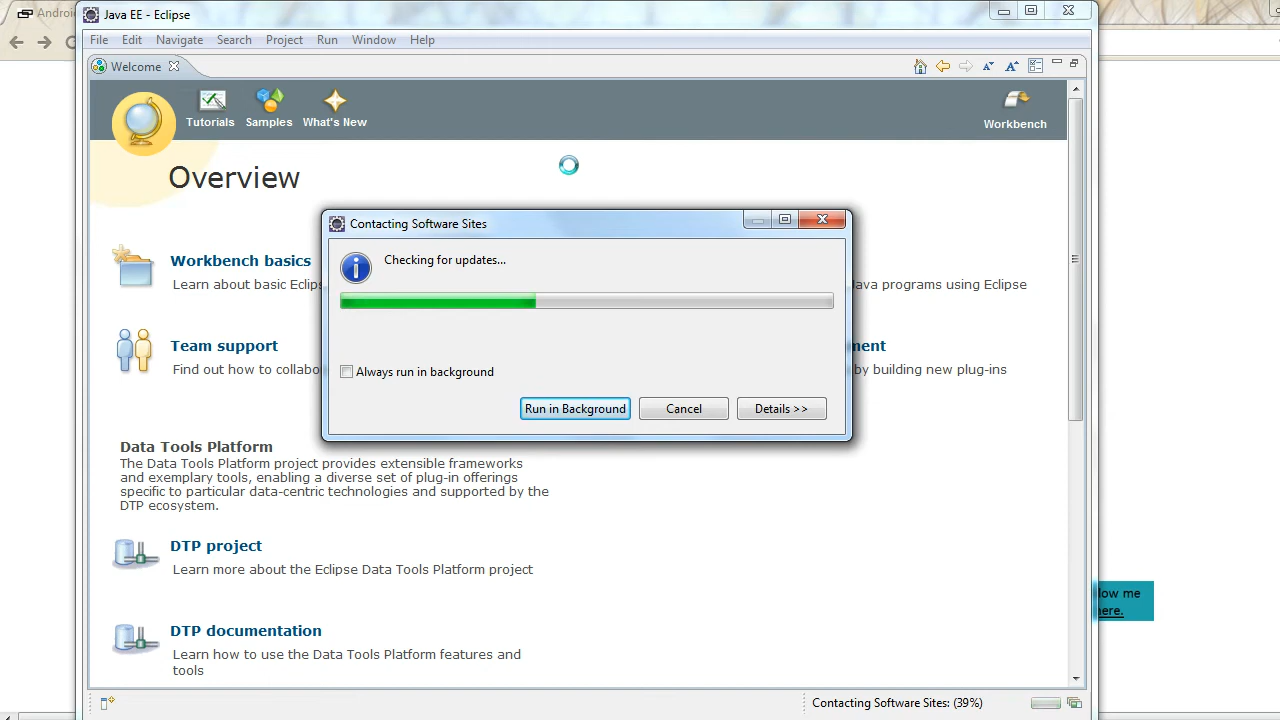 Android
Java EE - Eclipse
File Edit Navigate Search Project Run Window Help
Welcome
Tutorials Samples What's New Workbench
Overview
Contacting Software Sites
Checking for updates...
Always run in background
Run in Background Cancel Details >>
Workbench basics
Learn about basic Eclips
ava programs using Eclipse
Team support
ment
Find out how to collabo
by building new plug-ins
Data Tools Platform
The Data Tools Platform project provides extensible frameworks
and exemplary tools, enabling a diverse set of plug-in offerings
specific to particular data-centric technologies and supported by the
DTP ecosystem.
DTP project
Learn more about the Eclipse Data Tools Platform project
low me
here.
DTP documentation
Learn how to use the Data Tools Platform features and
tools
Contacting Software Sites: (39%)